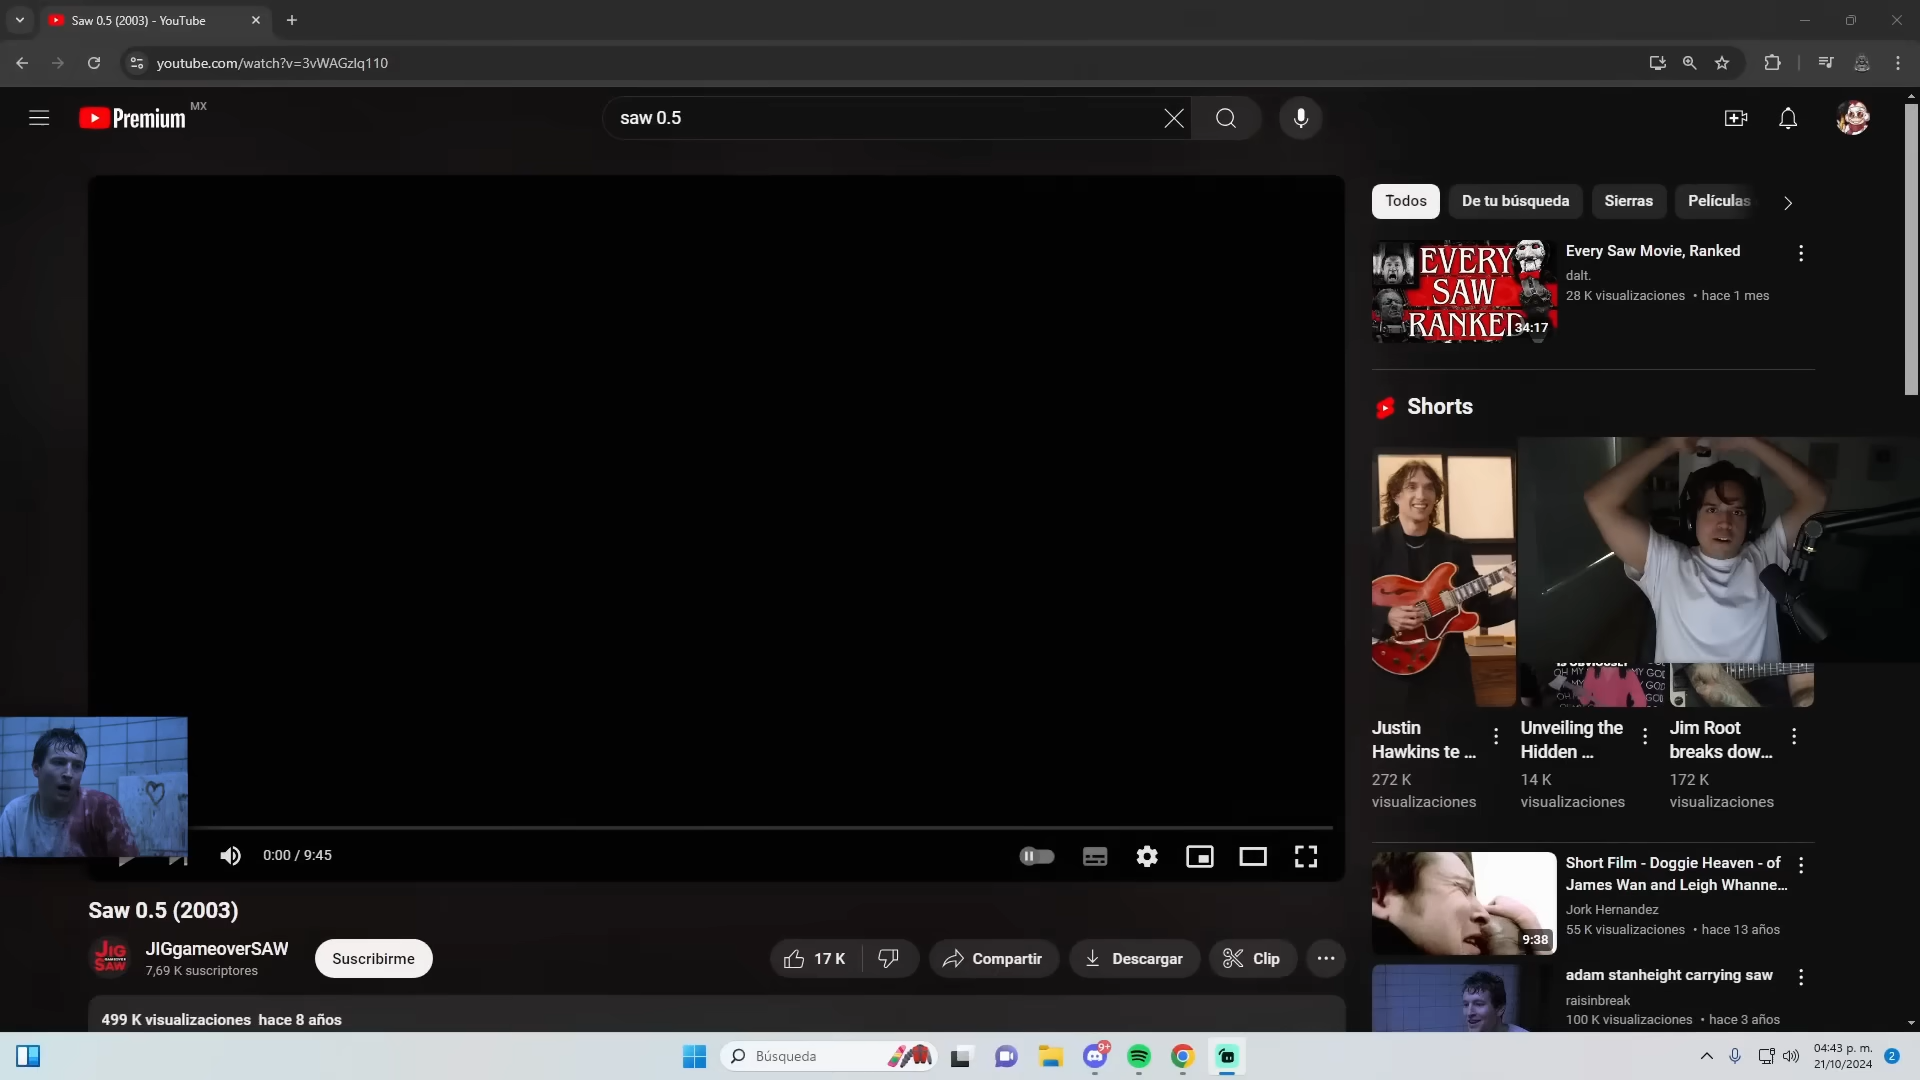 Saw 0.5 (2003) - YouTube
youtube.com/watch?v=3vWAGzlq110
Premium
MX
saw 0.5
Todos
De tu búsqueda
Sierras
Películas
EVERY
SAW
RANKED
34:17
Every Saw Movie, Ranked
dalt.
28 K visualizaciones • hace 1 mes
Shorts
Justin
Hawkins te ...
272 K
visualizaciones
Unveiling the
Hidden ...
14 K
visualizaciones
Jim Root
breaks dow...
172 K
visualizaciones
0:00 / 9:45
Saw 0.5 (2003)
JIG
GAMEOVER
SAW
JIGgameoverSAW
7,69 K suscriptores
Suscribirme
17 K
Compartir
Descargar
Clip
499 K visualizaciones hace 8 años
9:38
Short Film - Doggie Heaven - of
James Wan and Leigh Whanne...
Jork Hernandez
55 K visualizaciones • hace 13 años
adam stanheight carrying saw
raisinbreak
100 K visualizaciones • hace 3 años
Búsqueda
9+
04:43 p. m.
21/10/2024
2